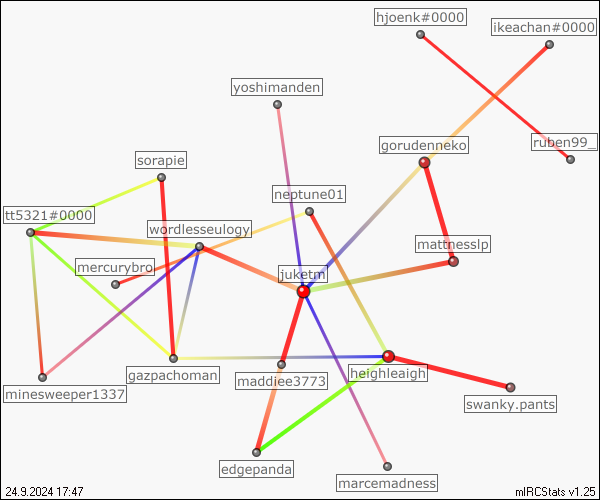 hjoenk#0000
ikeachan#0000
yoshimanden
ruben99_
gorudenneko
sorapie
neptune01
tt5321#0000
wordlesseulogy
mattnesslp
mercurybro
juketm
gazpachoman
maddiee3773
heighleaigh
minesweeper1337
swanky.pants
edgepanda
marcemadness
24.9.2024 17:47
mIRCStats v1.25